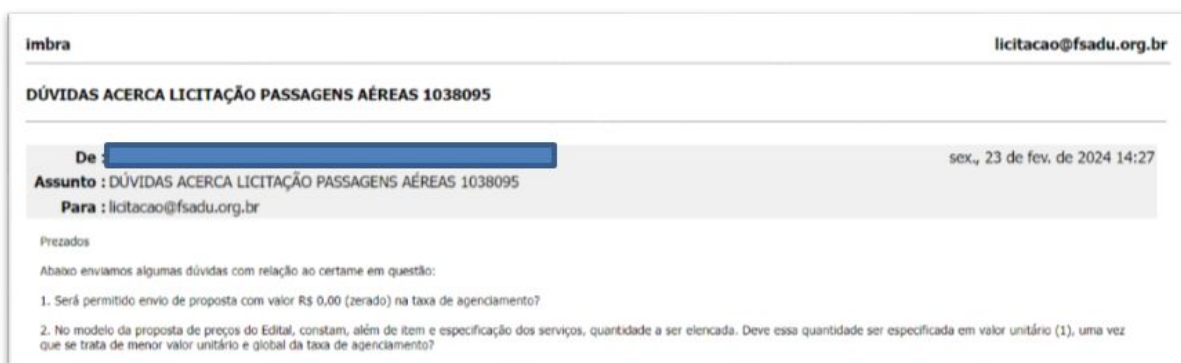 imbra licitacao@fsadu.org.br
DÚVIDAS ACERCA LICITAÇÃO PASSAGENS AÉREAS 1038095
De : sex., 23 de fev. de 2024 14:27
Assunto : DÚVIDAS ACERCA LICITAÇÃO PASSAGENS AÉREAS 1038095
Para : licitacao@fsadu.org.br
Prezados
Abaixo enviamos algumas dúvidas com relação ao certame em questão:
1. Será permitido envio de proposta com valor R$ 0,00 (zerado) na taxa de agenciamento?
2. No modelo da proposta de preços do Edital, constam, além de item e especificação dos serviços, quantidade a ser elencada. Deve essa quantidade ser especificada em valor unitário (1), uma vez
que se trata de menor valor unitário e global da taxa de agenciamento?